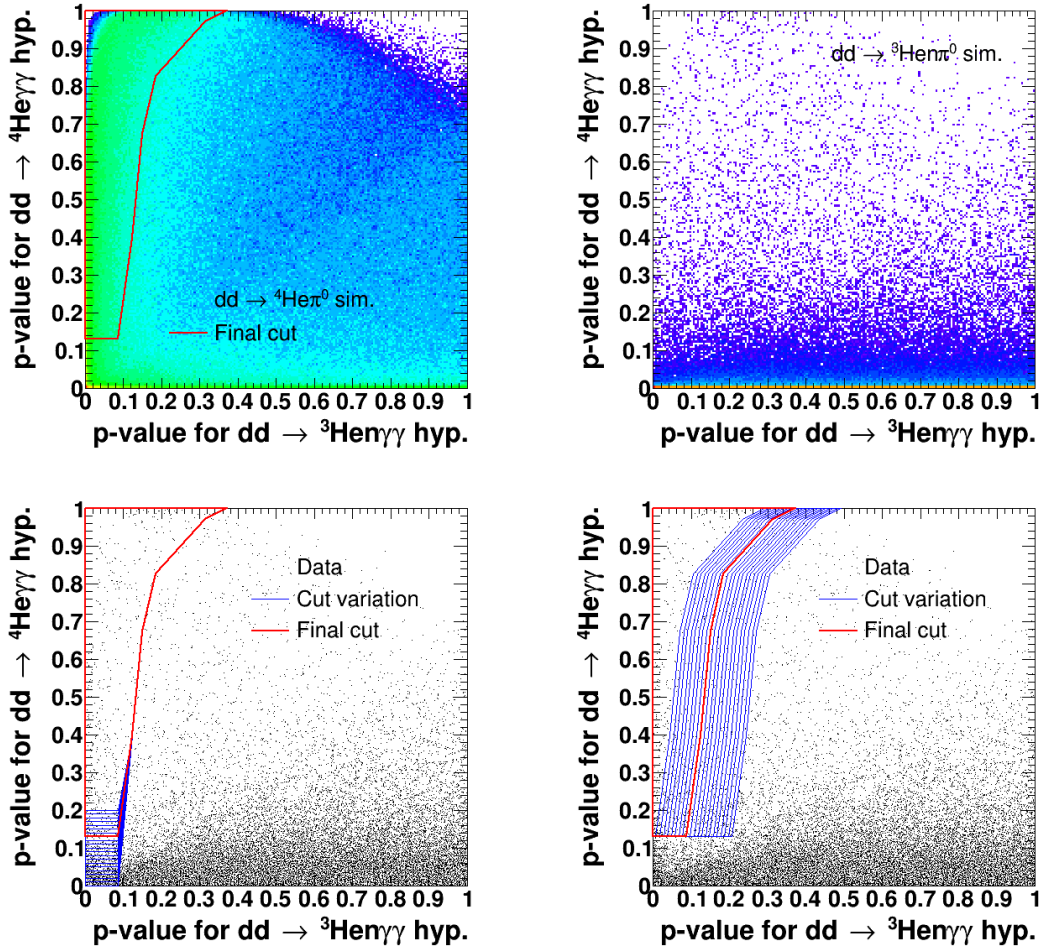 p-value for dd → ⁴Heγγ hyp.
1
0.9
0.8
0.7
0.6
0.5
0.4
0.3
0.2
0.1
0
dd → ⁴Heπ⁰ sim.
Final cut
0 0.1 0.2 0.3 0.4 0.5 0.6 0.7 0.8 0.9 1
p-value for dd → ³Henγγ hyp.
p-value for dd → ⁴Heγγ hyp.
1
0.9
0.8
0.7
0.6
0.5
0.4
0.3
0.2
0.1
0
dd → ³Henπ⁰ sim.
0 0.1 0.2 0.3 0.4 0.5 0.6 0.7 0.8 0.9 1
p-value for dd → ³Henγγ hyp.
p-value for dd → ⁴Heγγ hyp.
1
0.9
0.8
0.7
0.6
0.5
0.4
0.3
0.2
0.1
0
Data
Cut variation
Final cut
0 0.1 0.2 0.3 0.4 0.5 0.6 0.7 0.8 0.9 1
p-value for dd → ³Henγγ hyp.
p-value for dd → ⁴Heγγ hyp.
1
0.9
0.8
0.7
0.6
0.5
0.4
0.3
0.2
0.1
0
Data
Cut variation
Final cut
0 0.1 0.2 0.3 0.4 0.5 0.6 0.7 0.8 0.9 1
p-value for dd → ³Henγγ hyp.